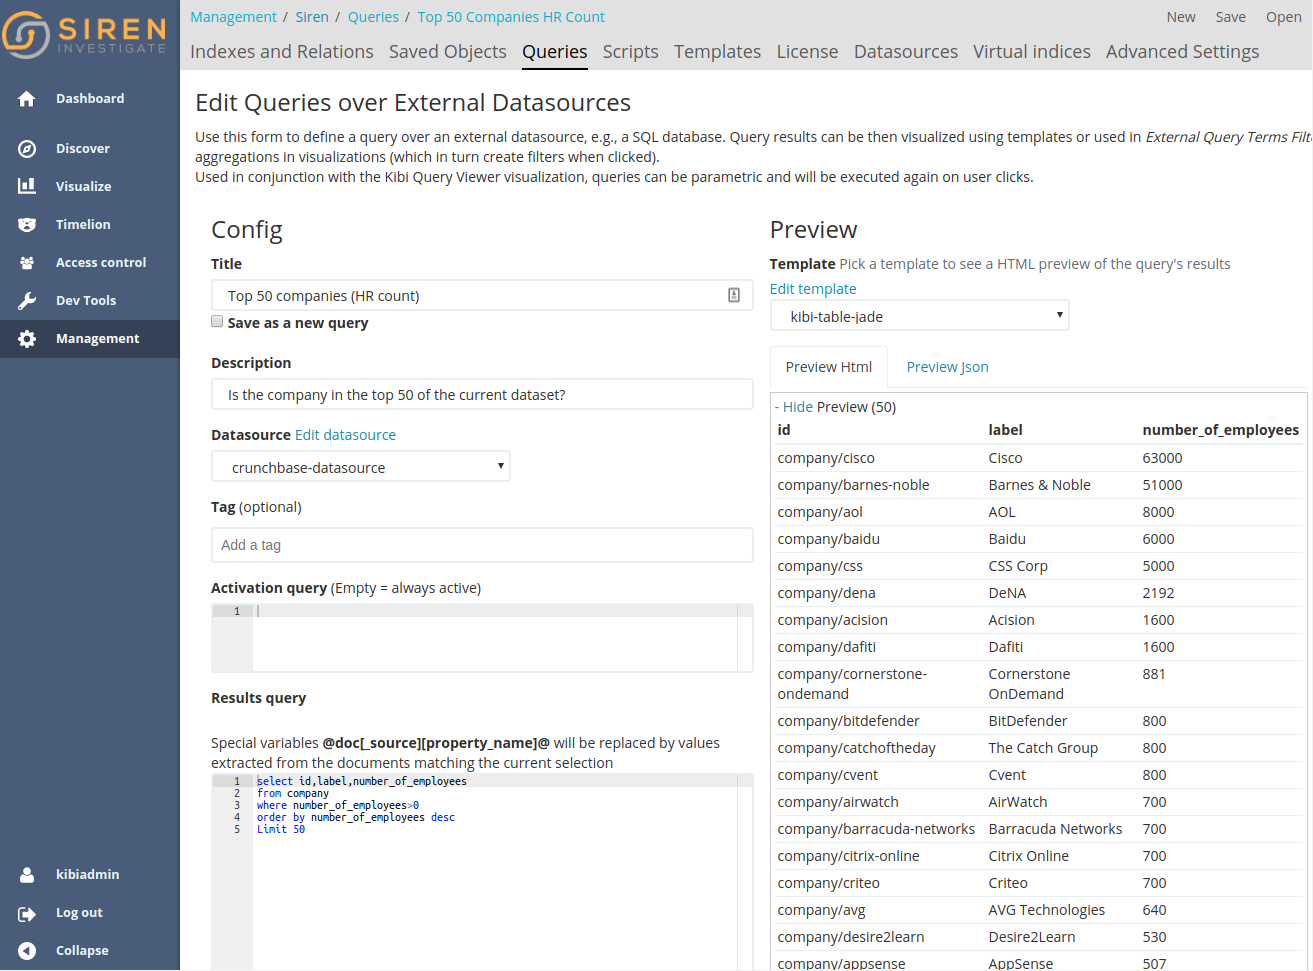 SIREN
INVESTIGATE
Dashboard
Discover
Visualize
Timelion
Access control
Dev Tools
Management
kibiadmin
Log out
Collapse
Management / Siren / Queries / Top 50 Companies HR Count
New Save Open
Indexes and Relations Saved Objects Queries Scripts Templates License Datasources Virtual indices Advanced Settings
Edit Queries over External Datasources
Use this form to define a query over an external datasource, e.g., a SQL database. Query results can be then visualized using templates or used in External Query Terms Filt
aggregations in visualizations (which in turn create filters when clicked).
Used in conjunction with the Kibi Query Viewer visualization, queries can be parametric and will be executed again on user clicks.
Config
Title
Top 50 companies (HR count)
Save as a new query
Description
Is the company in the top 50 of the current dataset?
Datasource Edit datasource
crunchbase-datasource
Tag (optional)
Add a tag
Activation query (Empty = always active)
1
Results query
Special variables @doc[_source][property_name]@ will be replaced by values
extracted from the documents matching the current selection
1 select id,label,number_of_employees
2 from company
3 where number_of_employees>0
4 order by number_of_employees desc
5 Limit 50
Preview
Template Pick a template to see a HTML preview of the query's results
Edit template
kibi-table-jade
Preview Html Preview Json
- Hide Preview (50)
id label number_of_employees
company/cisco Cisco 63000
company/barnes-noble Barnes & Noble 51000
company/aol AOL 8000
company/baidu Baidu 6000
company/css CSS Corp 5000
company/dena DeNA 2192
company/acision Acision 1600
company/dafiti Dafiti 1600
company/cornerstone- Cornerstone 881
ondemand OnDemand
company/bitdefender BitDefender 800
company/catchoftheday The Catch Group 800
company/cvent Cvent 800
company/airwatch AirWatch 700
company/barracuda-networks Barracuda Networks 700
company/citrix-online Citrix Online 700
company/criteo Criteo 700
company/avg AVG Technologies 640
company/desire2learn Desire2Learn 530
company/appsense AppSense 507